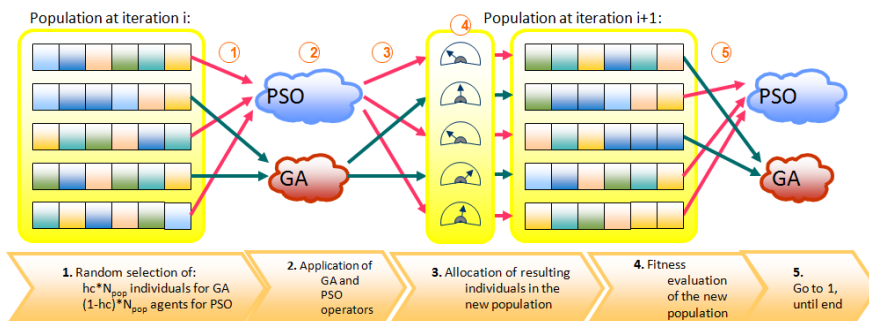 Population at iteration i:
Population at iteration i+1:
1
2
3
4
5
PSO
GA
PSO
GA
1. Random selection of:
hc*Npop individuals for GA
(1-hc)*Npop agents for PSO
2. Application of
GA and
PSO
operators
3. Allocation of resulting
individuals in the
new population
4. Fitness
evaluation
of the new
population
5.
Go to 1,
until end